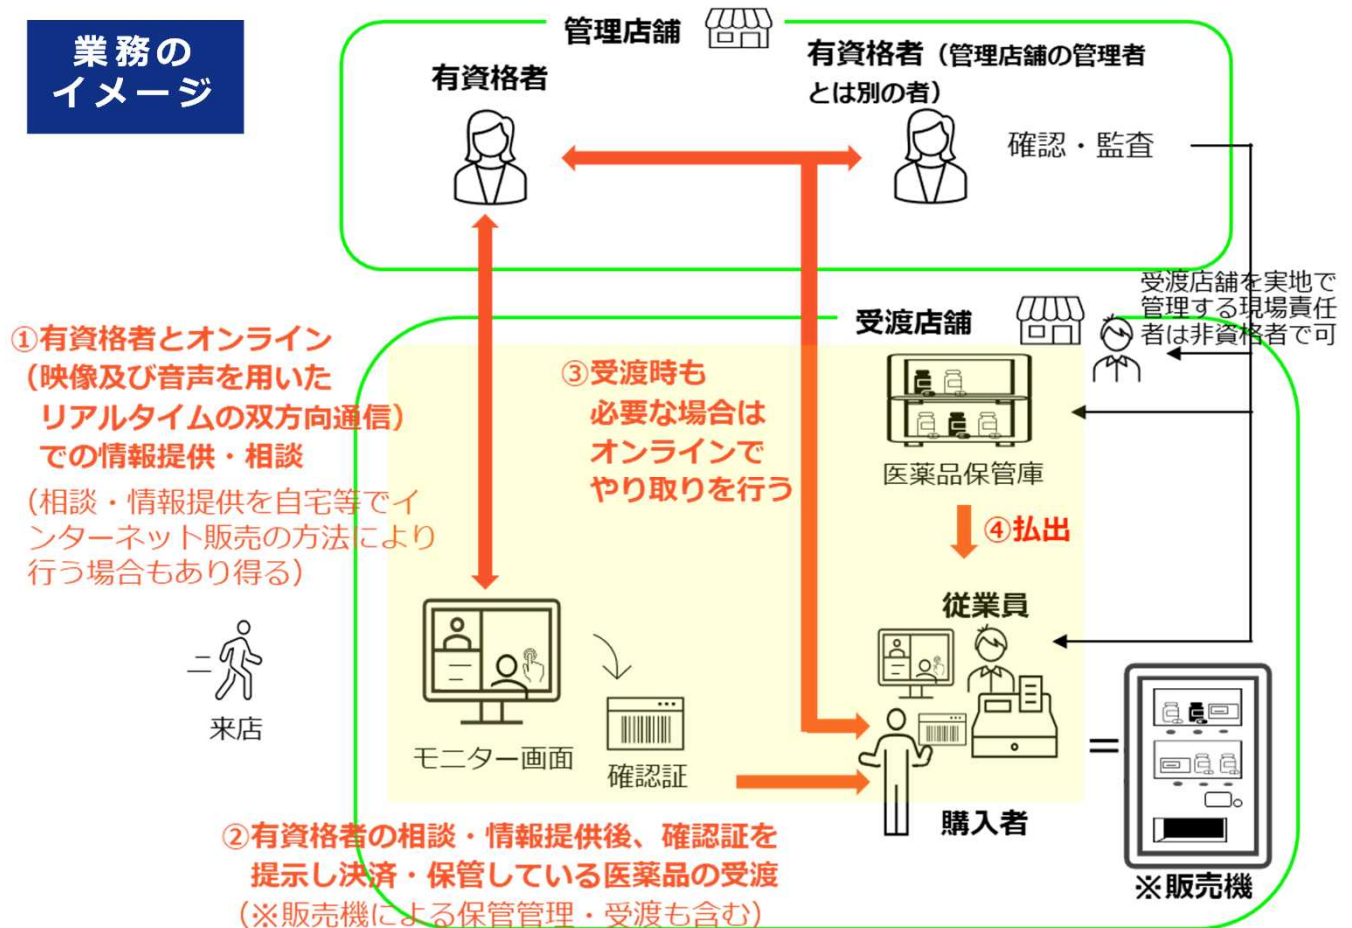 業務の
イメージ
管理店舗
有資格者
有資格者（管理店舗の管理者
とは別の者）
確認・監査
受渡店舗を実地で
管理する現場責任
者は非資格者で可
受渡店舗
①有資格者とオンライン
（映像及び音声を用いた
リアルタイムの双方向通信）
での情報提供・相談
（相談・情報提供を自宅等でイ
ンターネット販売の方法により
行う場合もあり得る）
③受渡時も
必要な場合は
オンラインで
やり取りを行う
医薬品保管庫
④払出
従業員
来店
モニター画面
確認証
＝
購入者
※販売機
②有資格者の相談・情報提供後、確認証を
提示し決済・保管している医薬品の受渡
（※販売機による保管管理・受渡も含む）